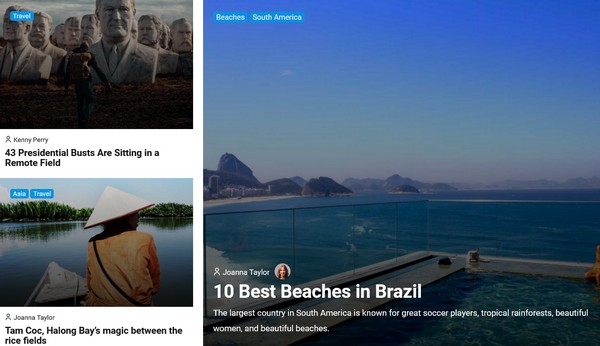 Travel
Kenny Perry
43 Presidential Busts Are Sitting in a
Remote Field
Asia Travel
Joanna Taylor
Tam Coc, Halong Bay's magic between the
rice fields
Beaches South America
Joanna Taylor
10 Best Beaches in Brazil
The largest country in South America is known for great soccer players, tropical rainforests, beautiful
women, and beautiful beaches.